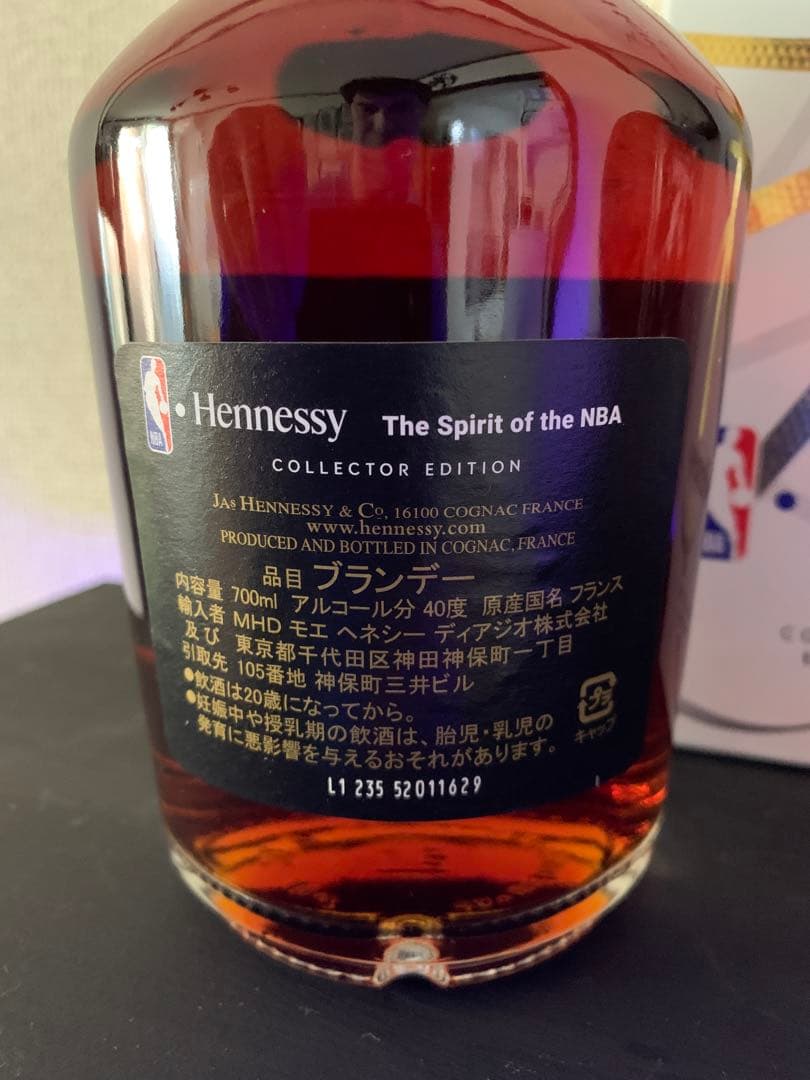 NBA
Hennessy The Spirit of the NBA
COLLECTOR EDITION
JAS HENNESSY & CO, 16100 COGNAC FRANCE
www.hennessy.com
PRODUCED AND BOTTLED IN COGNAC, FRANCE
品目 ブランデー
内容量 700ml アルコール分 40度 原産国名 フランス
輸入者 MHD モエ ヘネシー ディアジオ株式会社
及び 東京都千代田区神田神保町一丁目
引取先 105番地 神保町三井ビル
●飲酒は20歳になってから。
●妊娠中や授乳期の飲酒は、胎児・乳児の
発育に悪影響を与えるおそれがあります。
プラ
キャップ
L1 235 52011629